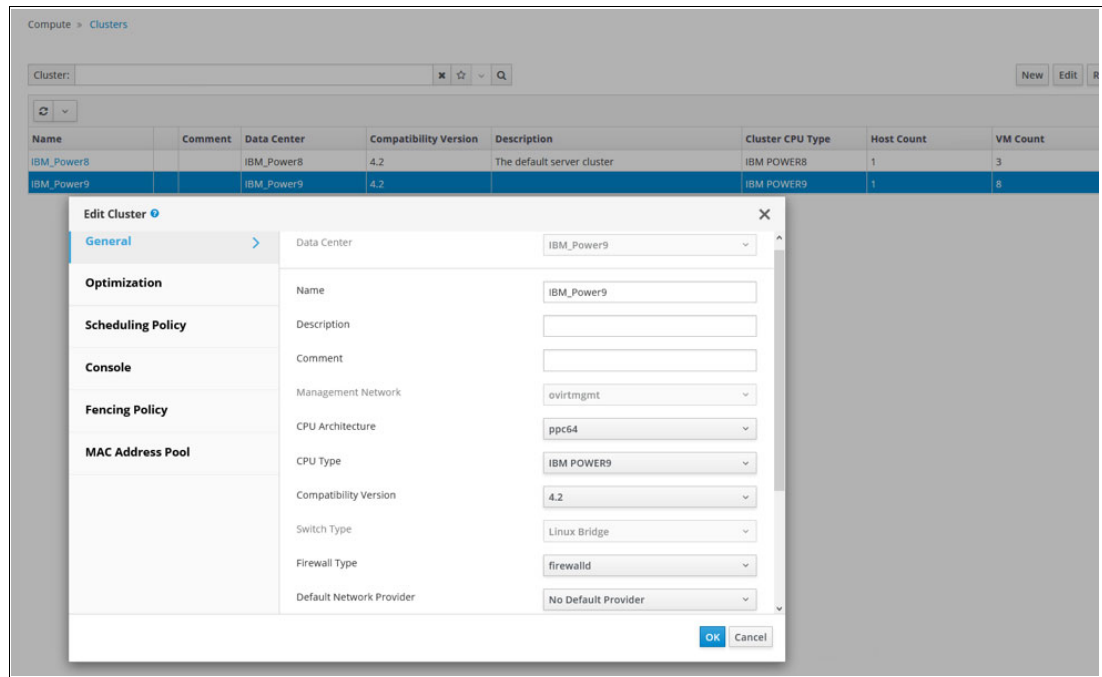 Compute » Clusters
Cluster:
New Edit R
Name Comment Data Center Compatibility Version Description Cluster CPU Type Host Count VM Count
IBM_Power8 IBM_Power8 4.2 The default server cluster IBM POWER8 1 3
IBM_Power9 IBM_Power9 4.2 IBM POWER9 1 8
Edit Cluster
General
Data Center IBM_Power9
Optimization
Name IBM_Power9
Scheduling Policy
Description
Console
Comment
Management Network ovirtmgmt
Fencing Policy
CPU Architecture ppc64
MAC Address Pool
CPU Type IBM POWER9
Compatibility Version 4.2
Switch Type Linux Bridge
Firewall Type firewalld
Default Network Provider No Default Provider
OK Cancel